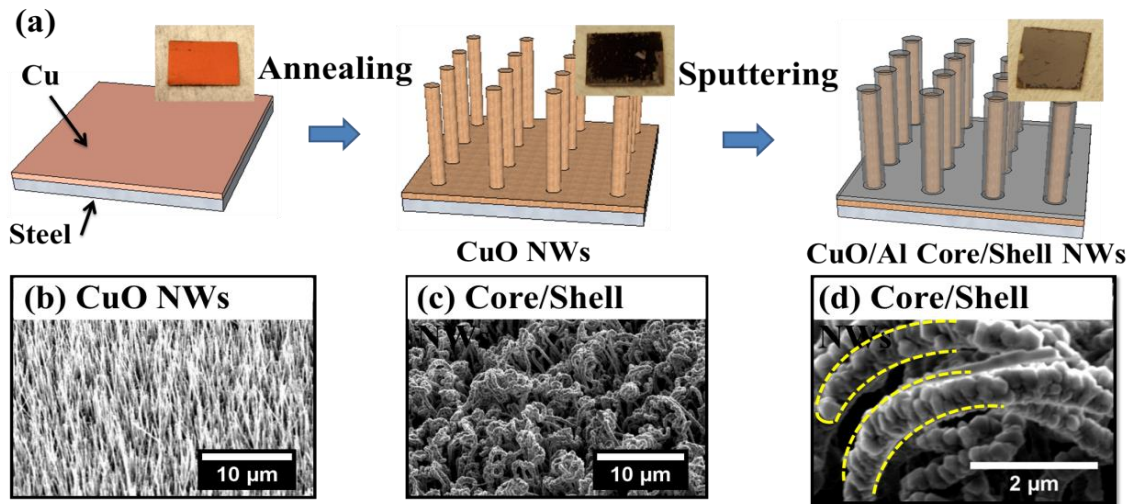 (a)
Cu
Steel
Annealing
Sputtering
CuO NWs
CuO/Al Core/Shell NWs
(b) CuO NWs
10 µm
(c) Core/Shell
NW
10 µm
(d) Core/Shell
NWs
2 µm